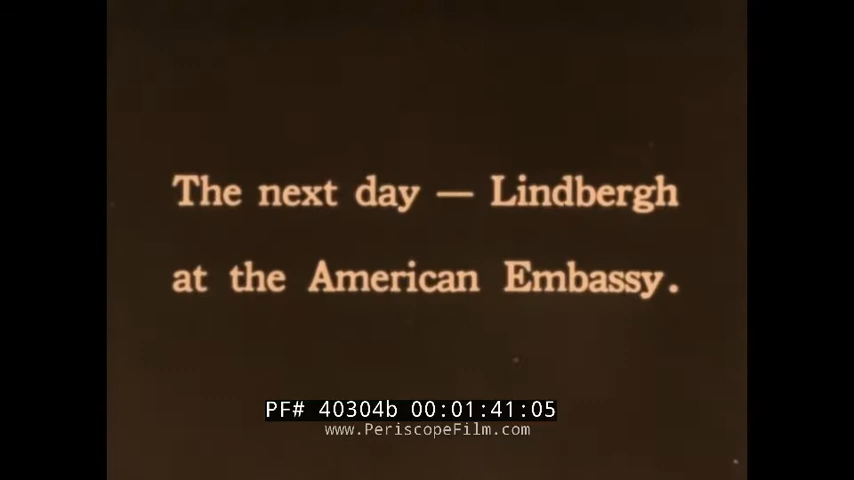 The next day — Lindbergh
at the American Embassy.
PF# 40304b 00:01:41:05
www.PeriscopeFilm.com